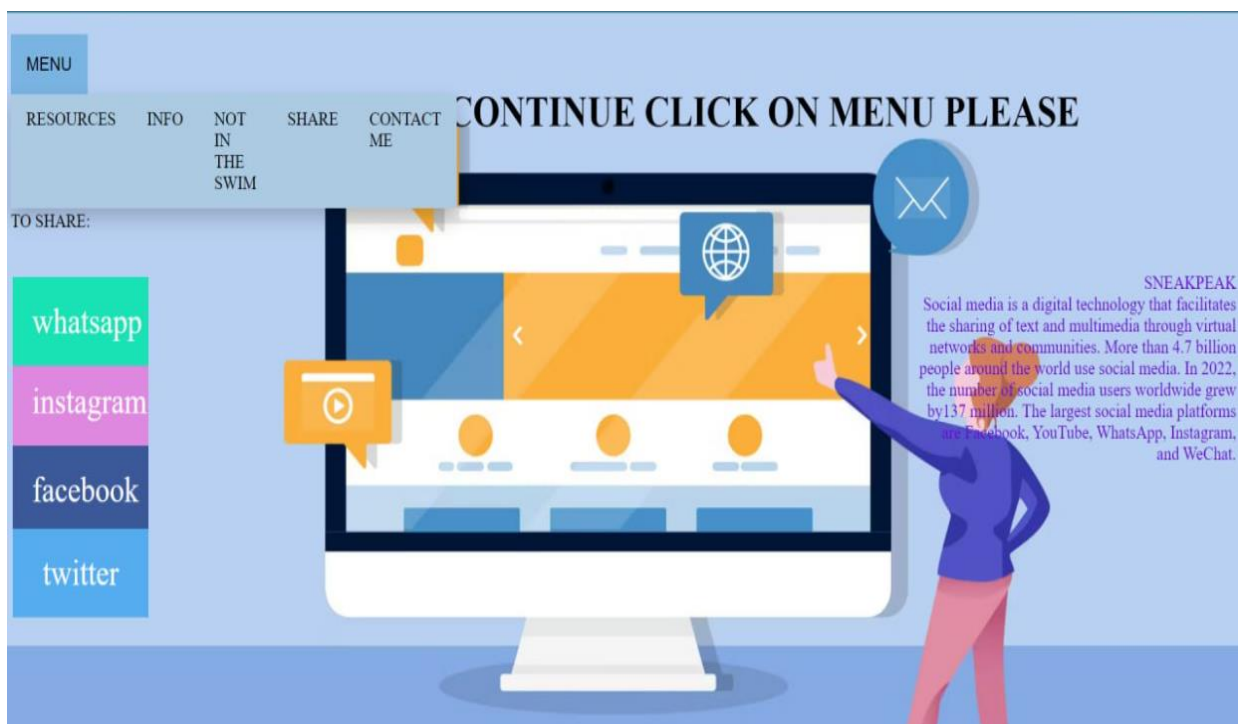 MENU
CONTINUE CLICK ON MENU PLEASE
RESOURCES INFO NOT IN THE SWIM SHARE CONTACT ME
TO SHARE:
whatsapp
instagram
facebook
twitter
SNEAKPEAK
Social media is a digital technology that facilitates
the sharing of text and multimedia through virtual
networks and communities. More than 4.7 billion
people around the world use social media. In 2022,
the number of social media users worldwide grew
by137 million. The largest social media platforms
are Facebook, YouTube, WhatsApp, Instagram,
and WeChat.